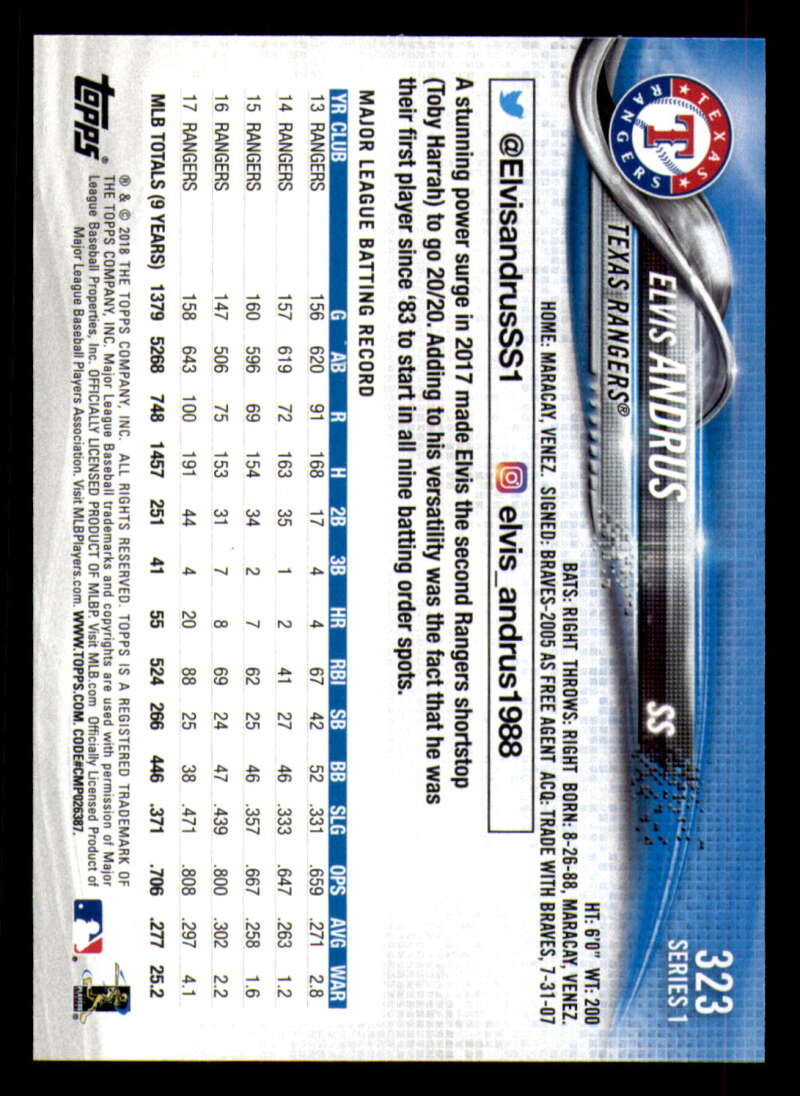 323
SERIES 1
TEXAS RANGERS
T
ELVIS ANDRUS SS
TEXAS RANGERS®
HT: 6'0" WT: 200
BATS: RIGHT THROWS: RIGHT BORN: 8-26-88, MARACAY, VENEZ.
HOME: MARACAY, VENEZ. SIGNED: BRAVES-2005 AS FREE AGENT ACQ: TRADE WITH BRAVES, 7-31-07
@ElvisandrusSS1 elvis_andrus1988
A stunning power surge in 2017 made Elvis the second Rangers shortstop
(Toby Harrah) to go 20/20. Adding to his versatility was the fact that he was
their first player since '83 to start in all nine batting order spots.
MAJOR LEAGUE BATTING RECORD
YR CLUB G AB R H 2B 3B HR RBI SB BB SLG OPS AVG WAR
13 RANGERS 156 620 91 168 17 4 4 67 42 52 .331 .659 .271 2.8
14 RANGERS 157 619 72 163 35 1 2 41 27 46 .333 .647 .263 1.2
15 RANGERS 160 596 69 154 34 2 7 62 25 46 .357 .667 .258 1.6
16 RANGERS 147 506 75 153 31 7 8 69 24 47 .439 .800 .302 2.2
17 RANGERS 158 643 100 191 44 4 20 88 25 38 .471 .808 .297 4.1
MLB TOTALS (9 YEARS) 1379 5268 748 1457 251 41 55 524 266 446 .371 .706 .277 25.2
topps®
® & © 2018 THE TOPPS COMPANY, INC. ALL RIGHTS RESERVED. TOPPS IS A REGISTERED TRADEMARK OF
THE TOPPS COMPANY, INC. Major League Baseball trademarks and copyrights are used with permission of Major
League Baseball Properties, Inc. OFFICIALLY LICENSED PRODUCT OF MLBP. Visit MLB.com Officially Licensed Product of
Major League Baseball Players Association. Visit MLBPlayers.com. WWW.TOPPS.COM. CODE#CMP026387.